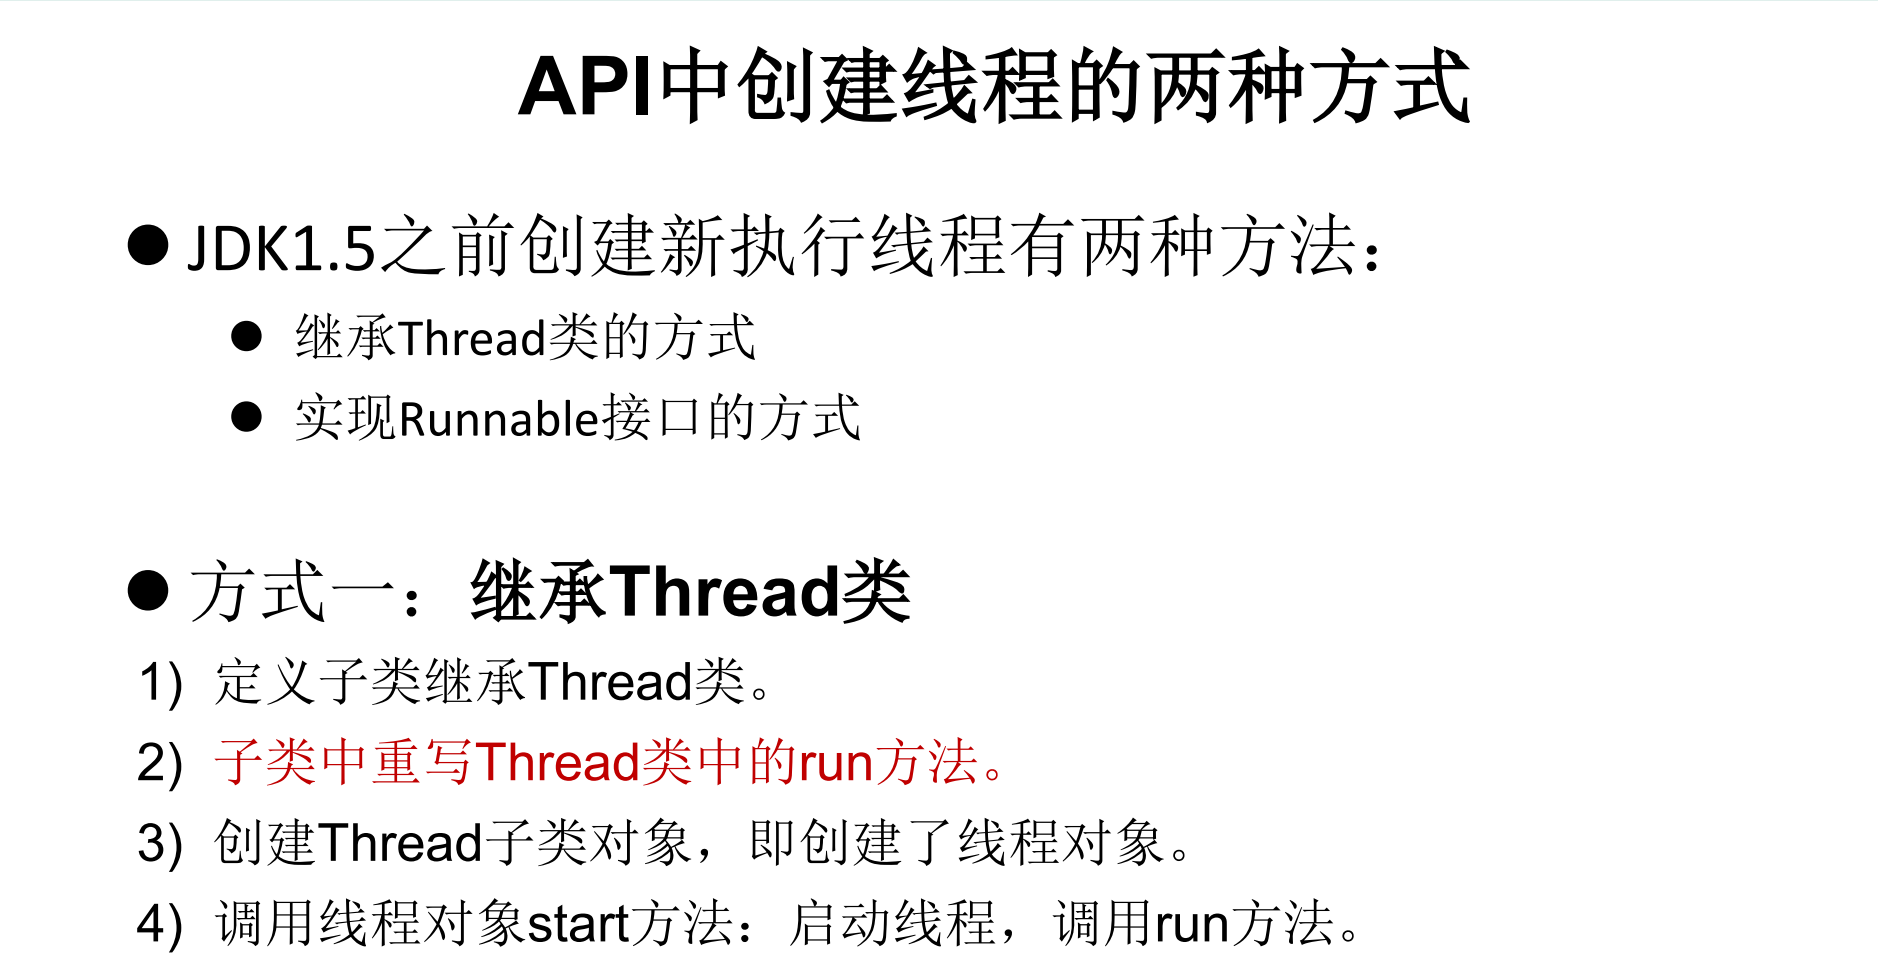 API中创建线程的两种方式
● JDK1.5之前创建新执行线程有两种方法：
● 继承Thread类的方式
● 实现Runnable接口的方式
● 方式一：继承Thread类
1) 定义子类继承Thread类。
2) 子类中重写Thread类中的run方法。
3) 创建Thread子类对象，即创建了线程对象。
4) 调用线程对象start方法：启动线程，调用run方法。